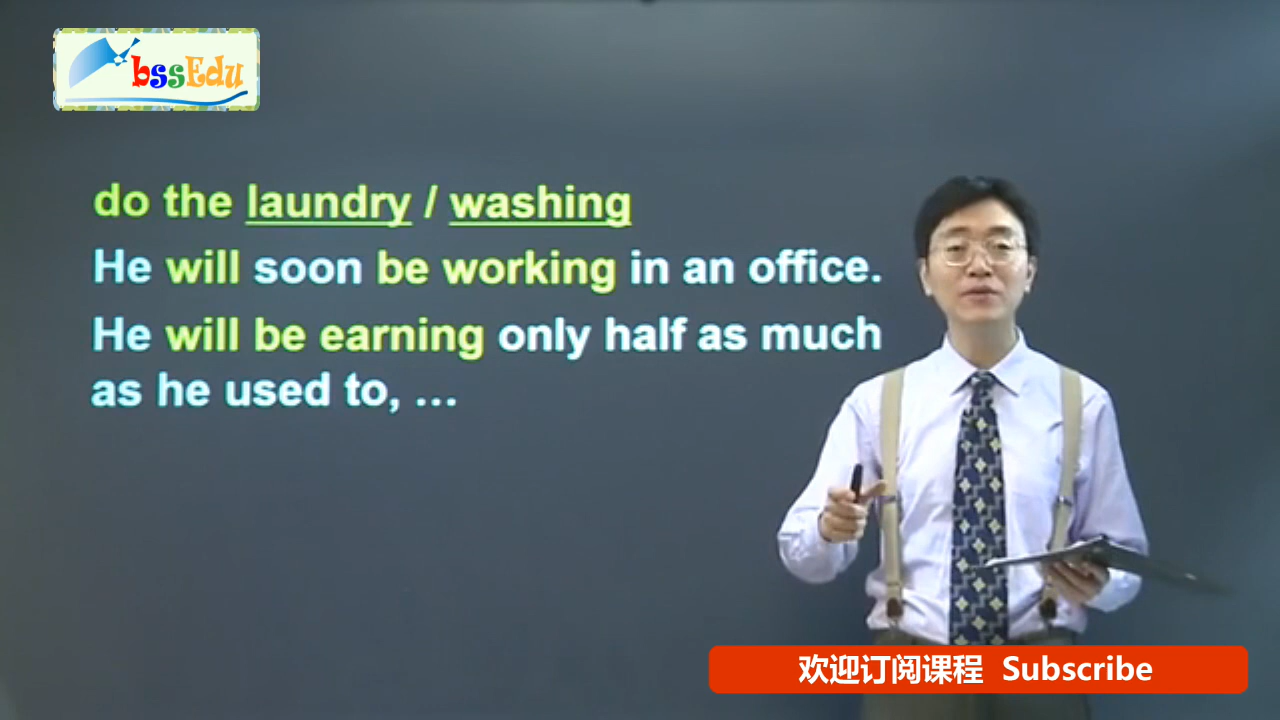 bssEdu
do the laundry / washing
He will soon be working in an office.
He will be earning only half as much
as he used to, ...
欢迎订阅课程 Subscribe